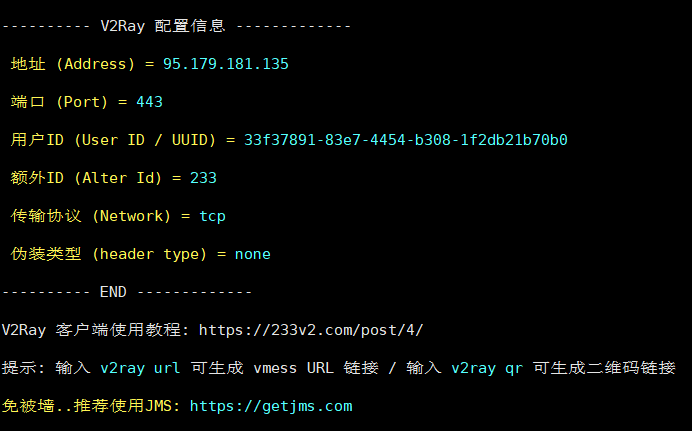 ---------- V2Ray 配置信息 -------------
地址 (Address) = 95.179.181.135
端口 (Port) = 443
用户ID (User ID / UUID) = 33f37891-83e7-4454-b308-1f2db21b70b0
额外ID (Alter Id) = 233
传输协议 (Network) = tcp
伪装类型 (header type) = none
---------- END -------------
V2Ray 客户端使用教程: https://233v2.com/post/4/
提示: 输入 v2ray url 可生成 vmess URL 链接 / 输入 v2ray qr 可生成二维码链接
免被墙..推荐使用JMS: https://getjms.com